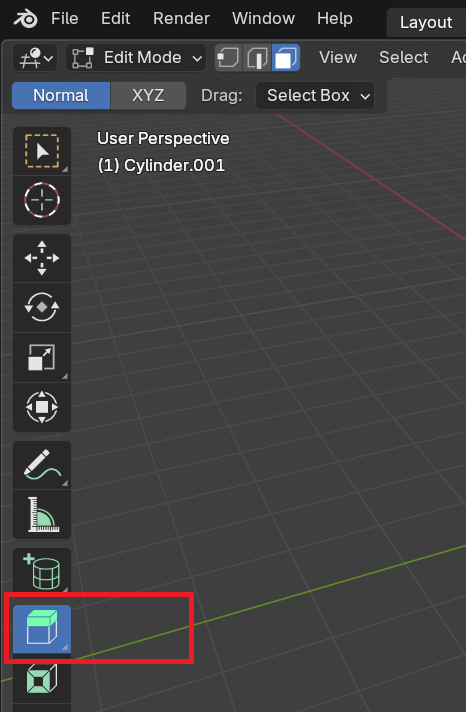 File Edit Render Window Help Layout
Edit Mode View Select
Normal XYZ Drag: Select Box
User Perspective
(1) Cylinder.001